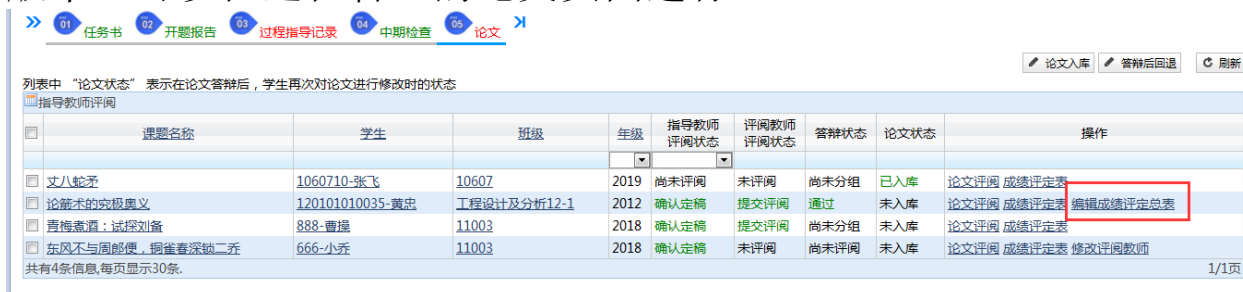 01 任务书 02 开题报告 03 过程指导记录 04 中期检查 05 论文
论文入库 答辩后回退 刷新
列表中 “论文状态” 表示在论文答辩后，学生再次对论文进行修改时的状态
指导教师评阅
课题名称 学生 班级 年级 指导教师评阅状态 评阅教师评阅状态 答辩状态 论文状态 操作
丈八蛇矛 1060710-张飞 10607 2019 尚未评阅 未评阅 尚未分组 已入库 论文评阅 成绩评定表
论箭术的究极奥义 120101010035-黄忠 工程设计及分析12-1 2012 确认定稿 提交评阅 通过 未入库 论文评阅 成绩评定表 编辑成绩评定总表
青梅煮酒：试探刘备 888-曹操 11003 2018 确认定稿 提交评阅 尚未分组 未入库 论文评阅 成绩评定表
东风不与周郎便，铜雀春深锁二乔 666-小乔 11003 2018 确认定稿 未评阅 尚未评阅 未入库 论文评阅 成绩评定表 修改评阅教师
共有4条信息,每页显示30条. 1/1页